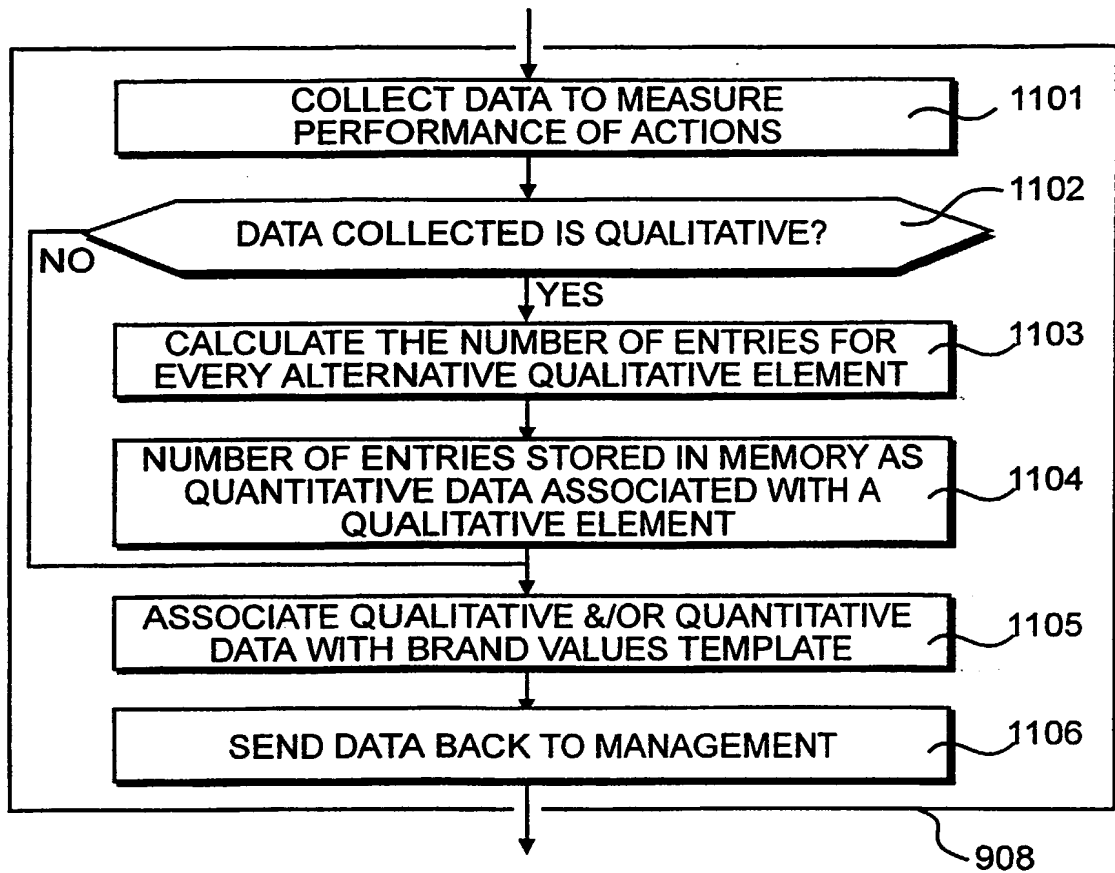 COLLECT DATA TO MEASURE
PERFORMANCE OF ACTIONS
1101
DATA COLLECTED IS QUALITATIVE?
1102
NO
YES
CALCULATE THE NUMBER OF ENTRIES FOR
EVERY ALTERNATIVE QUALITATIVE ELEMENT
1103
NUMBER OF ENTRIES STORED IN MEMORY AS
QUANTITATIVE DATA ASSOCIATED WITH A
QUALITATIVE ELEMENT
1104
ASSOCIATE QUALITATIVE &/OR QUANTITATIVE
DATA WITH BRAND VALUES TEMPLATE
1105
SEND DATA BACK TO MANAGEMENT
1106
908